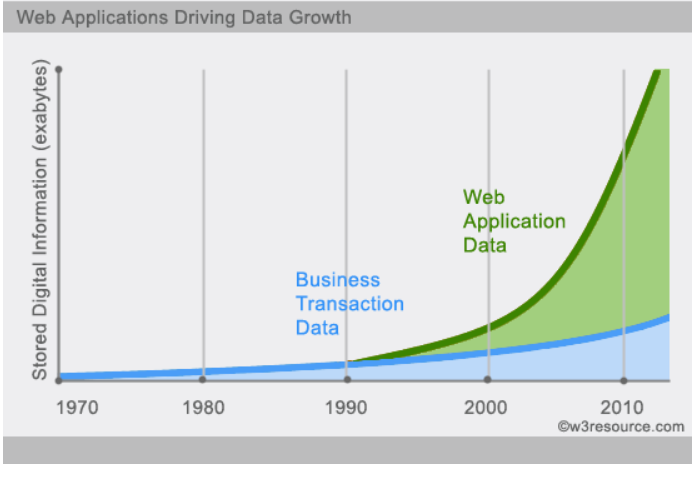 Web Applications Driving Data Growth
Stored Digital Information (exabytes)
Web
Application
Data
Business
Transaction
Data
1970 1980 1990 2000 2010
©w3resource.com